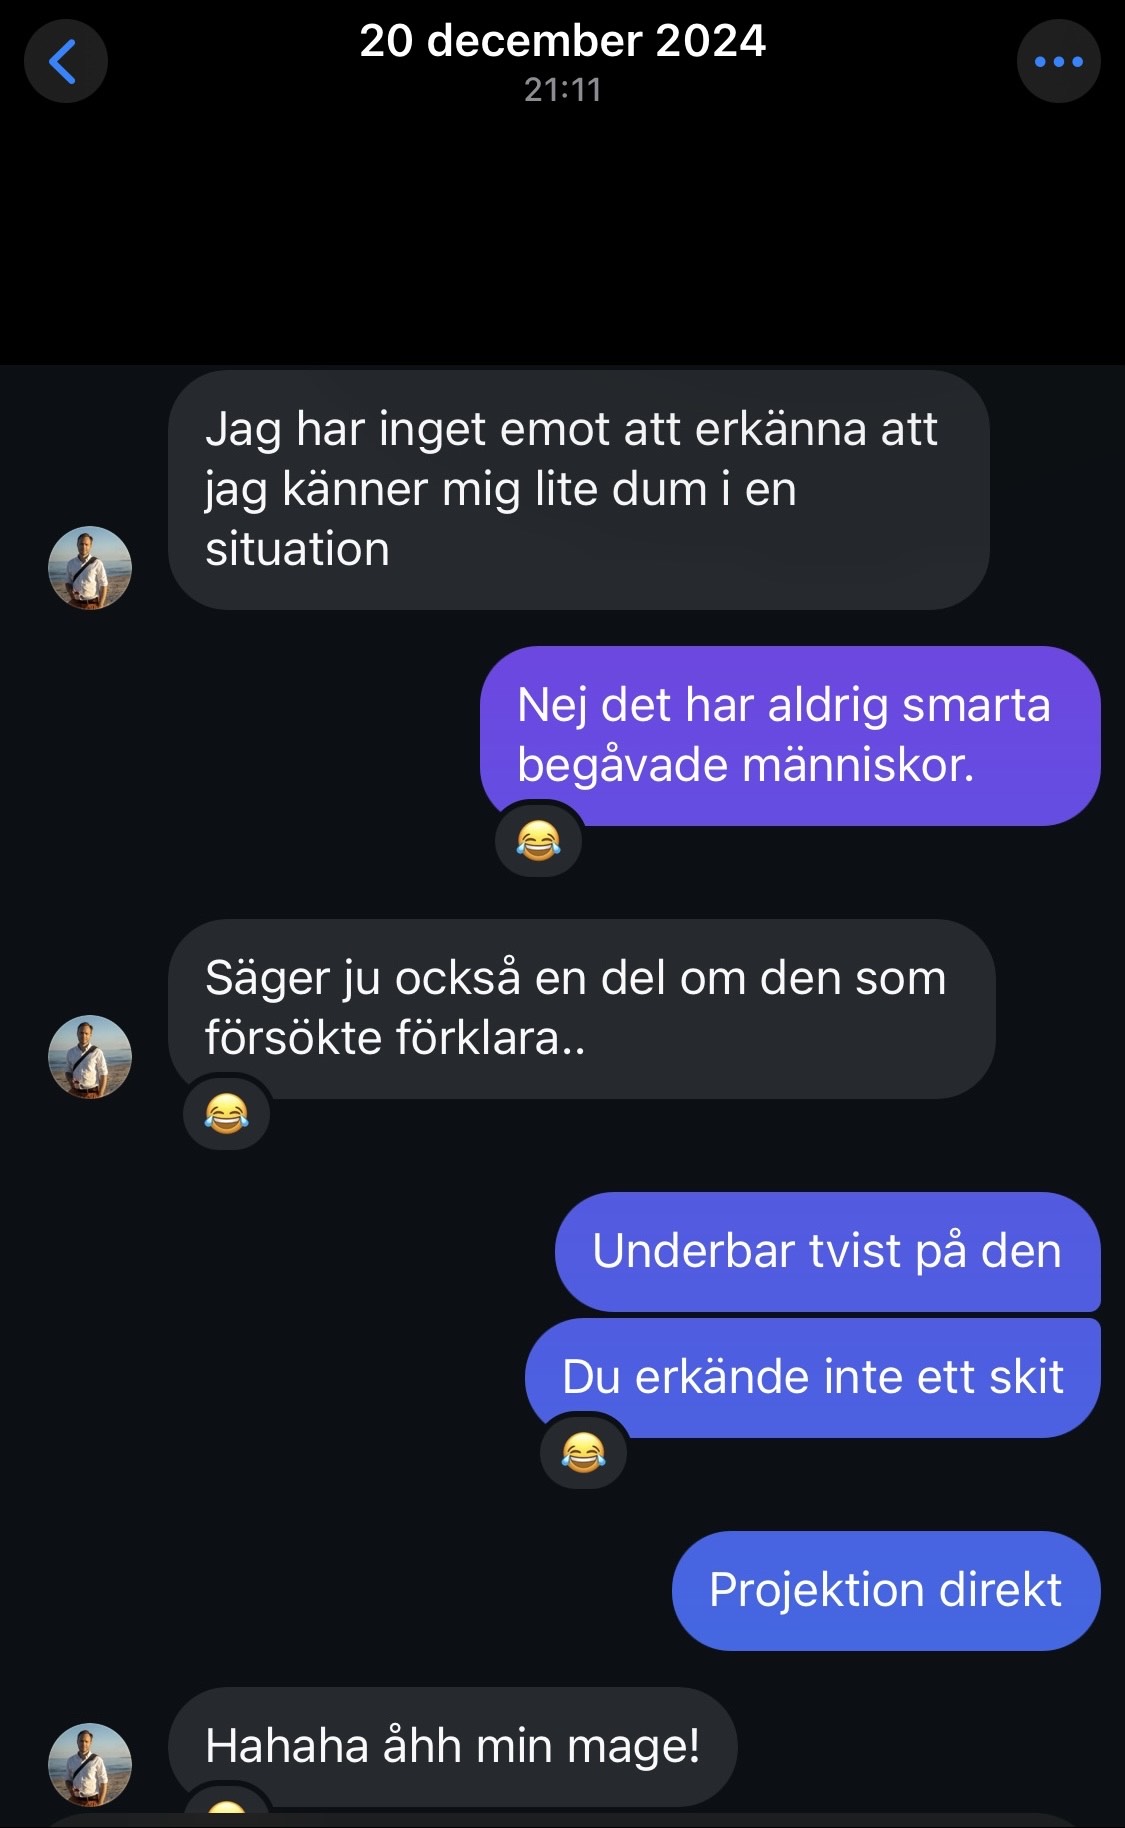 20 december 2024
21:11
Jag har inget emot att erkänna att
jag känner mig lite dum i en
situation
Nej det har aldrig smarta
begåvade människor.
Säger ju också en del om den som
försökte förklara..
Underbar tvist på den
Du erkände inte ett skit
Projektion direkt
Hahaha åhh min mage!